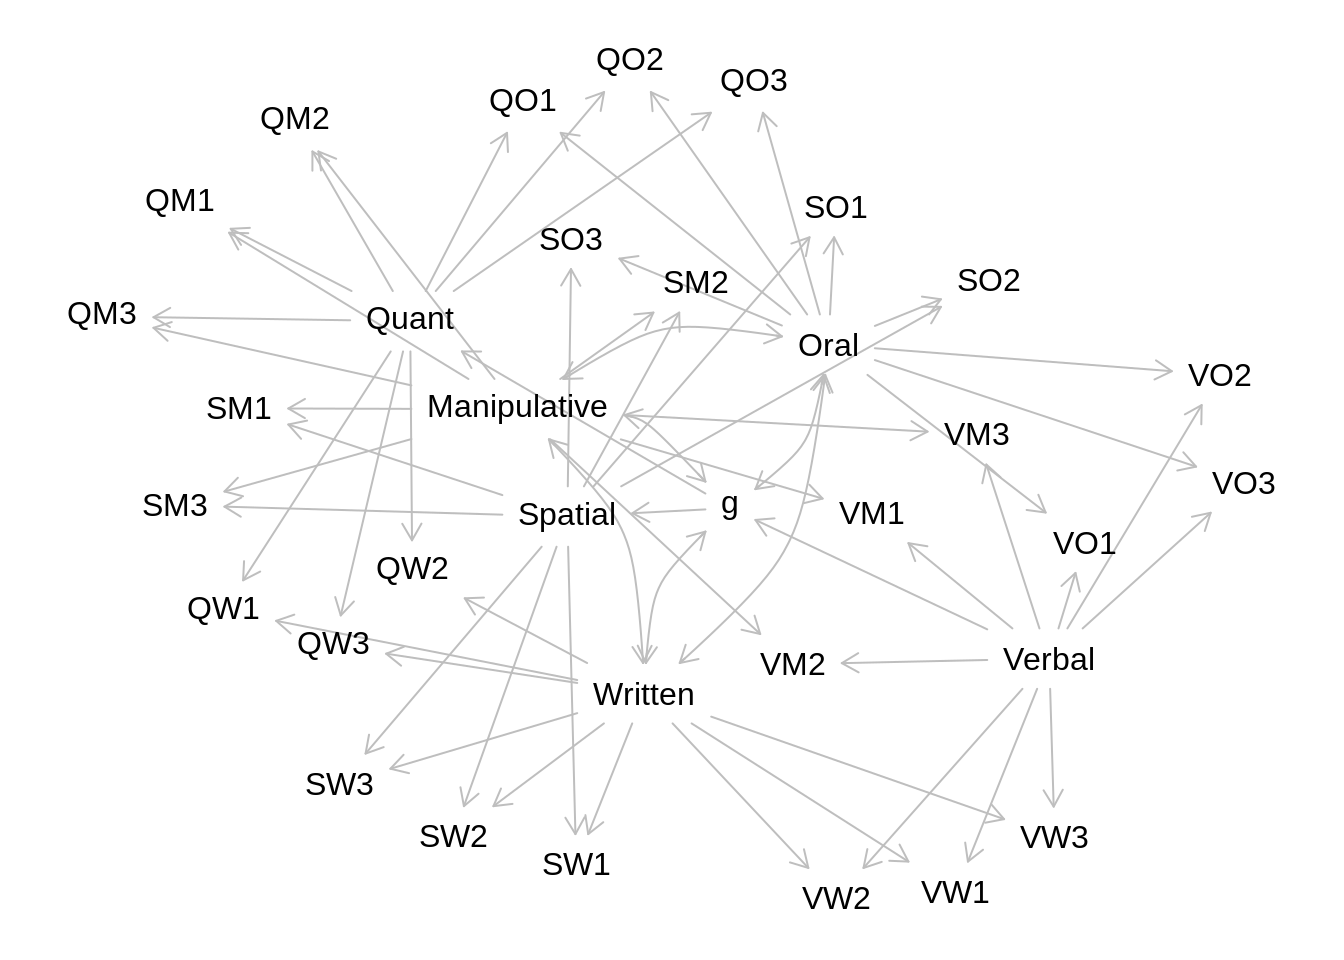 QO2
QO3
QO1
QM2
QM1
SO1
SO3
SM2
SO2
QM3
Quant
Oral
VO2
SM1
Manipulative
VM3
VO3
SM3
g
Spatial
VM1
VO1
QW2
QW1
QW3
VM2
Verbal
Written
SW3
SW2
VW3
SW1
VW1
VW2